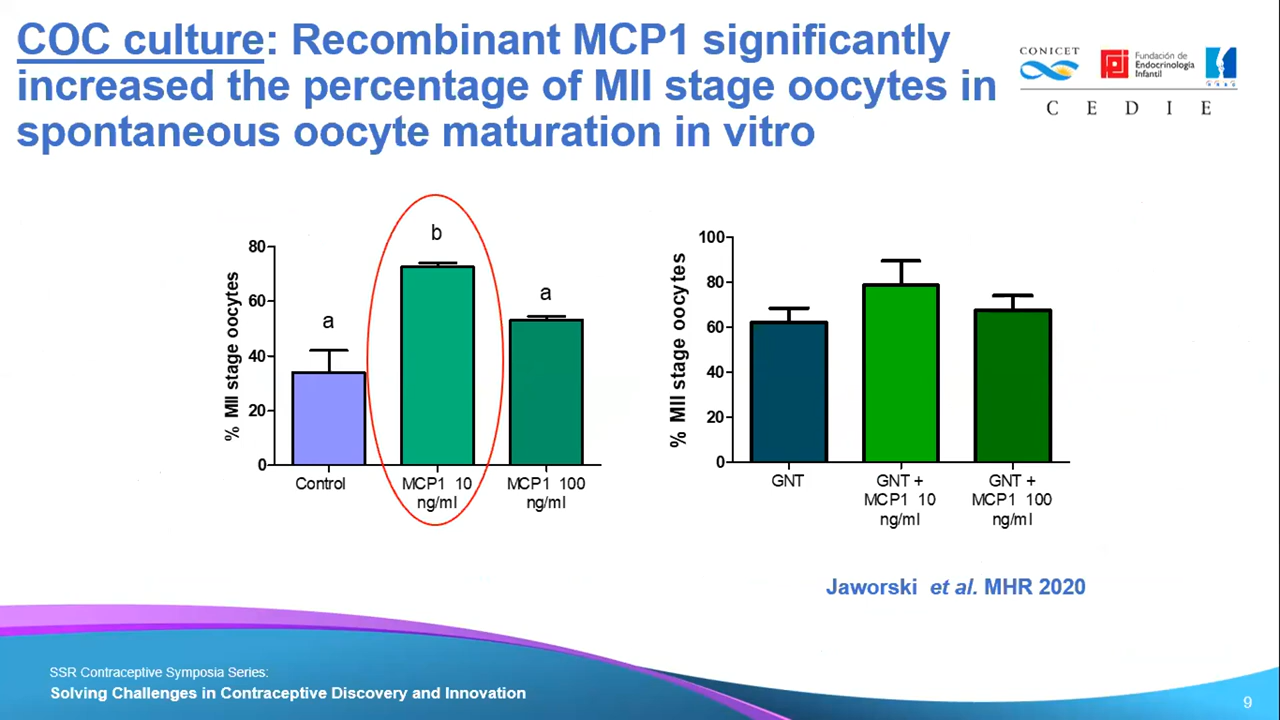 COC culture: Recombinant MCP1 significantly
increased the percentage of MII stage oocytes in
spontaneous oocyte maturation in vitro
CONICET
Fundación de
Endocrinología
Infantil
C E D I E
% MII stage oocytes
80
60
40
20
0
a
b
a
Control
MCP1 10
ng/ml
MCP1 100
ng/ml
% MII stage oocytes
100
80
60
40
20
0
GNT
GNT +
MCP1 10
ng/ml
GNT +
MCP1 100
ng/ml
Jaworski et al. MHR 2020
SSR Contraceptive Symposia Series:
Solving Challenges in Contraceptive Discovery and Innovation
9